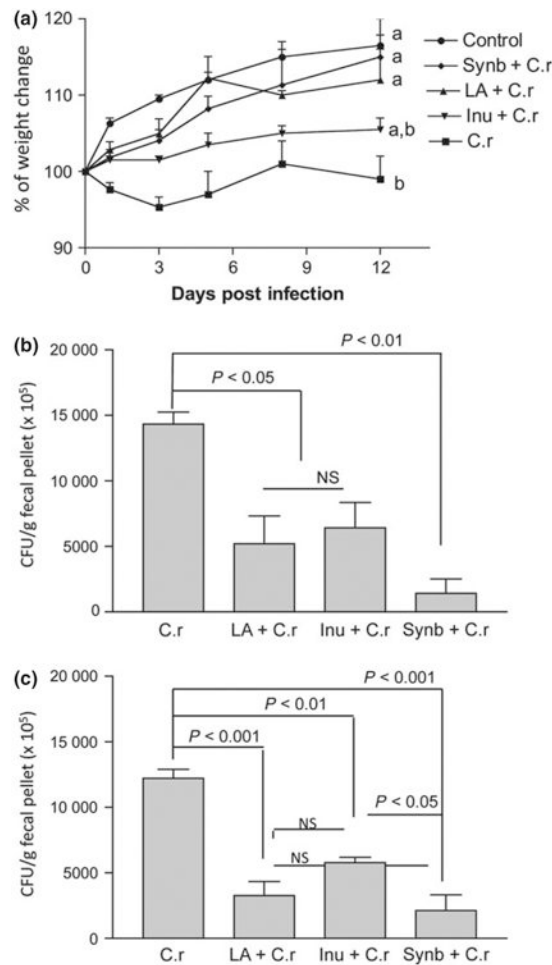 (a)
120
110
100
90
% of weight change
a
a
a
a,b
b
Control
Synb + C.r
LA + C.r
Inu + C.r
C.r
0 3 6 9 12
Days post infection
(b)
P < 0.01
P < 0.05
NS
20 000
15 000
10 000
5000
0
CFU/g fecal pellet (x 10⁵)
C.r LA + C.r Inu + C.r Synb + C.r
(c)
P < 0.001
P < 0.01
P < 0.001
P < 0.05
NS
NS
20 000
15 000
10 000
5000
0
CFU/g fecal pellet (x 10⁵)
C.r LA + C.r Inu + C.r Synb + C.r